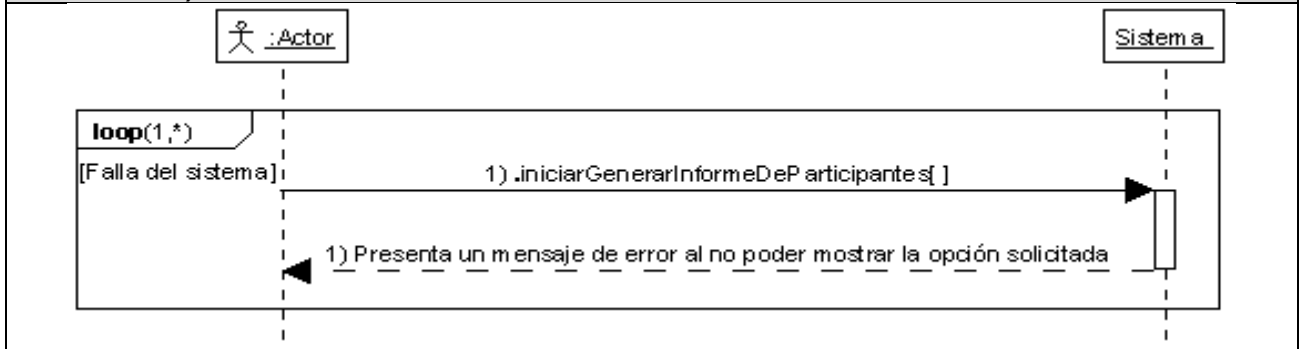 :Actor
Sistema
loop(1,*)
[Falla del sistema]
1) .iniciarGenerarInformeDeParticipantes[ ]
1) Presenta un mensaje de error al no poder mostrar la opción solicitada